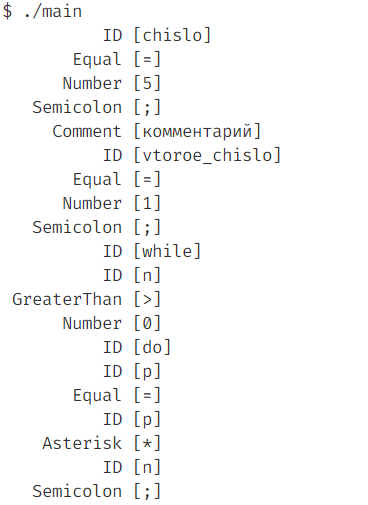 $ ./main
ID [chislo]
Equal [=]
Number [5]
Semicolon [;]
Comment [комментарий]
ID [vtoroe_chislo]
Equal [=]
Number [1]
Semicolon [;]
ID [while]
ID [n]
GreaterThan [>]
Number [0]
ID [do]
ID [p]
Equal [=]
ID [p]
Asterisk [*]
ID [n]
Semicolon [;]